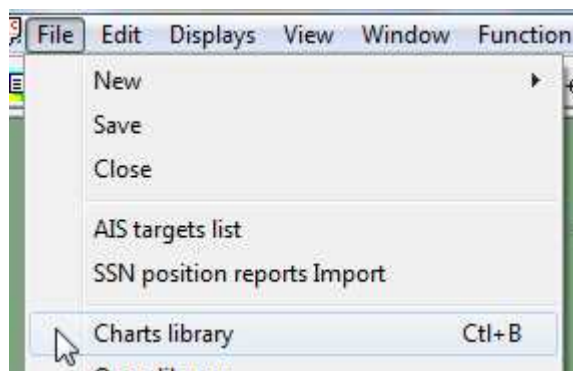 File Edit Displays View Window Function
New
Save
Close
AIS targets list
SSN position reports Import
Charts library Ctl+B